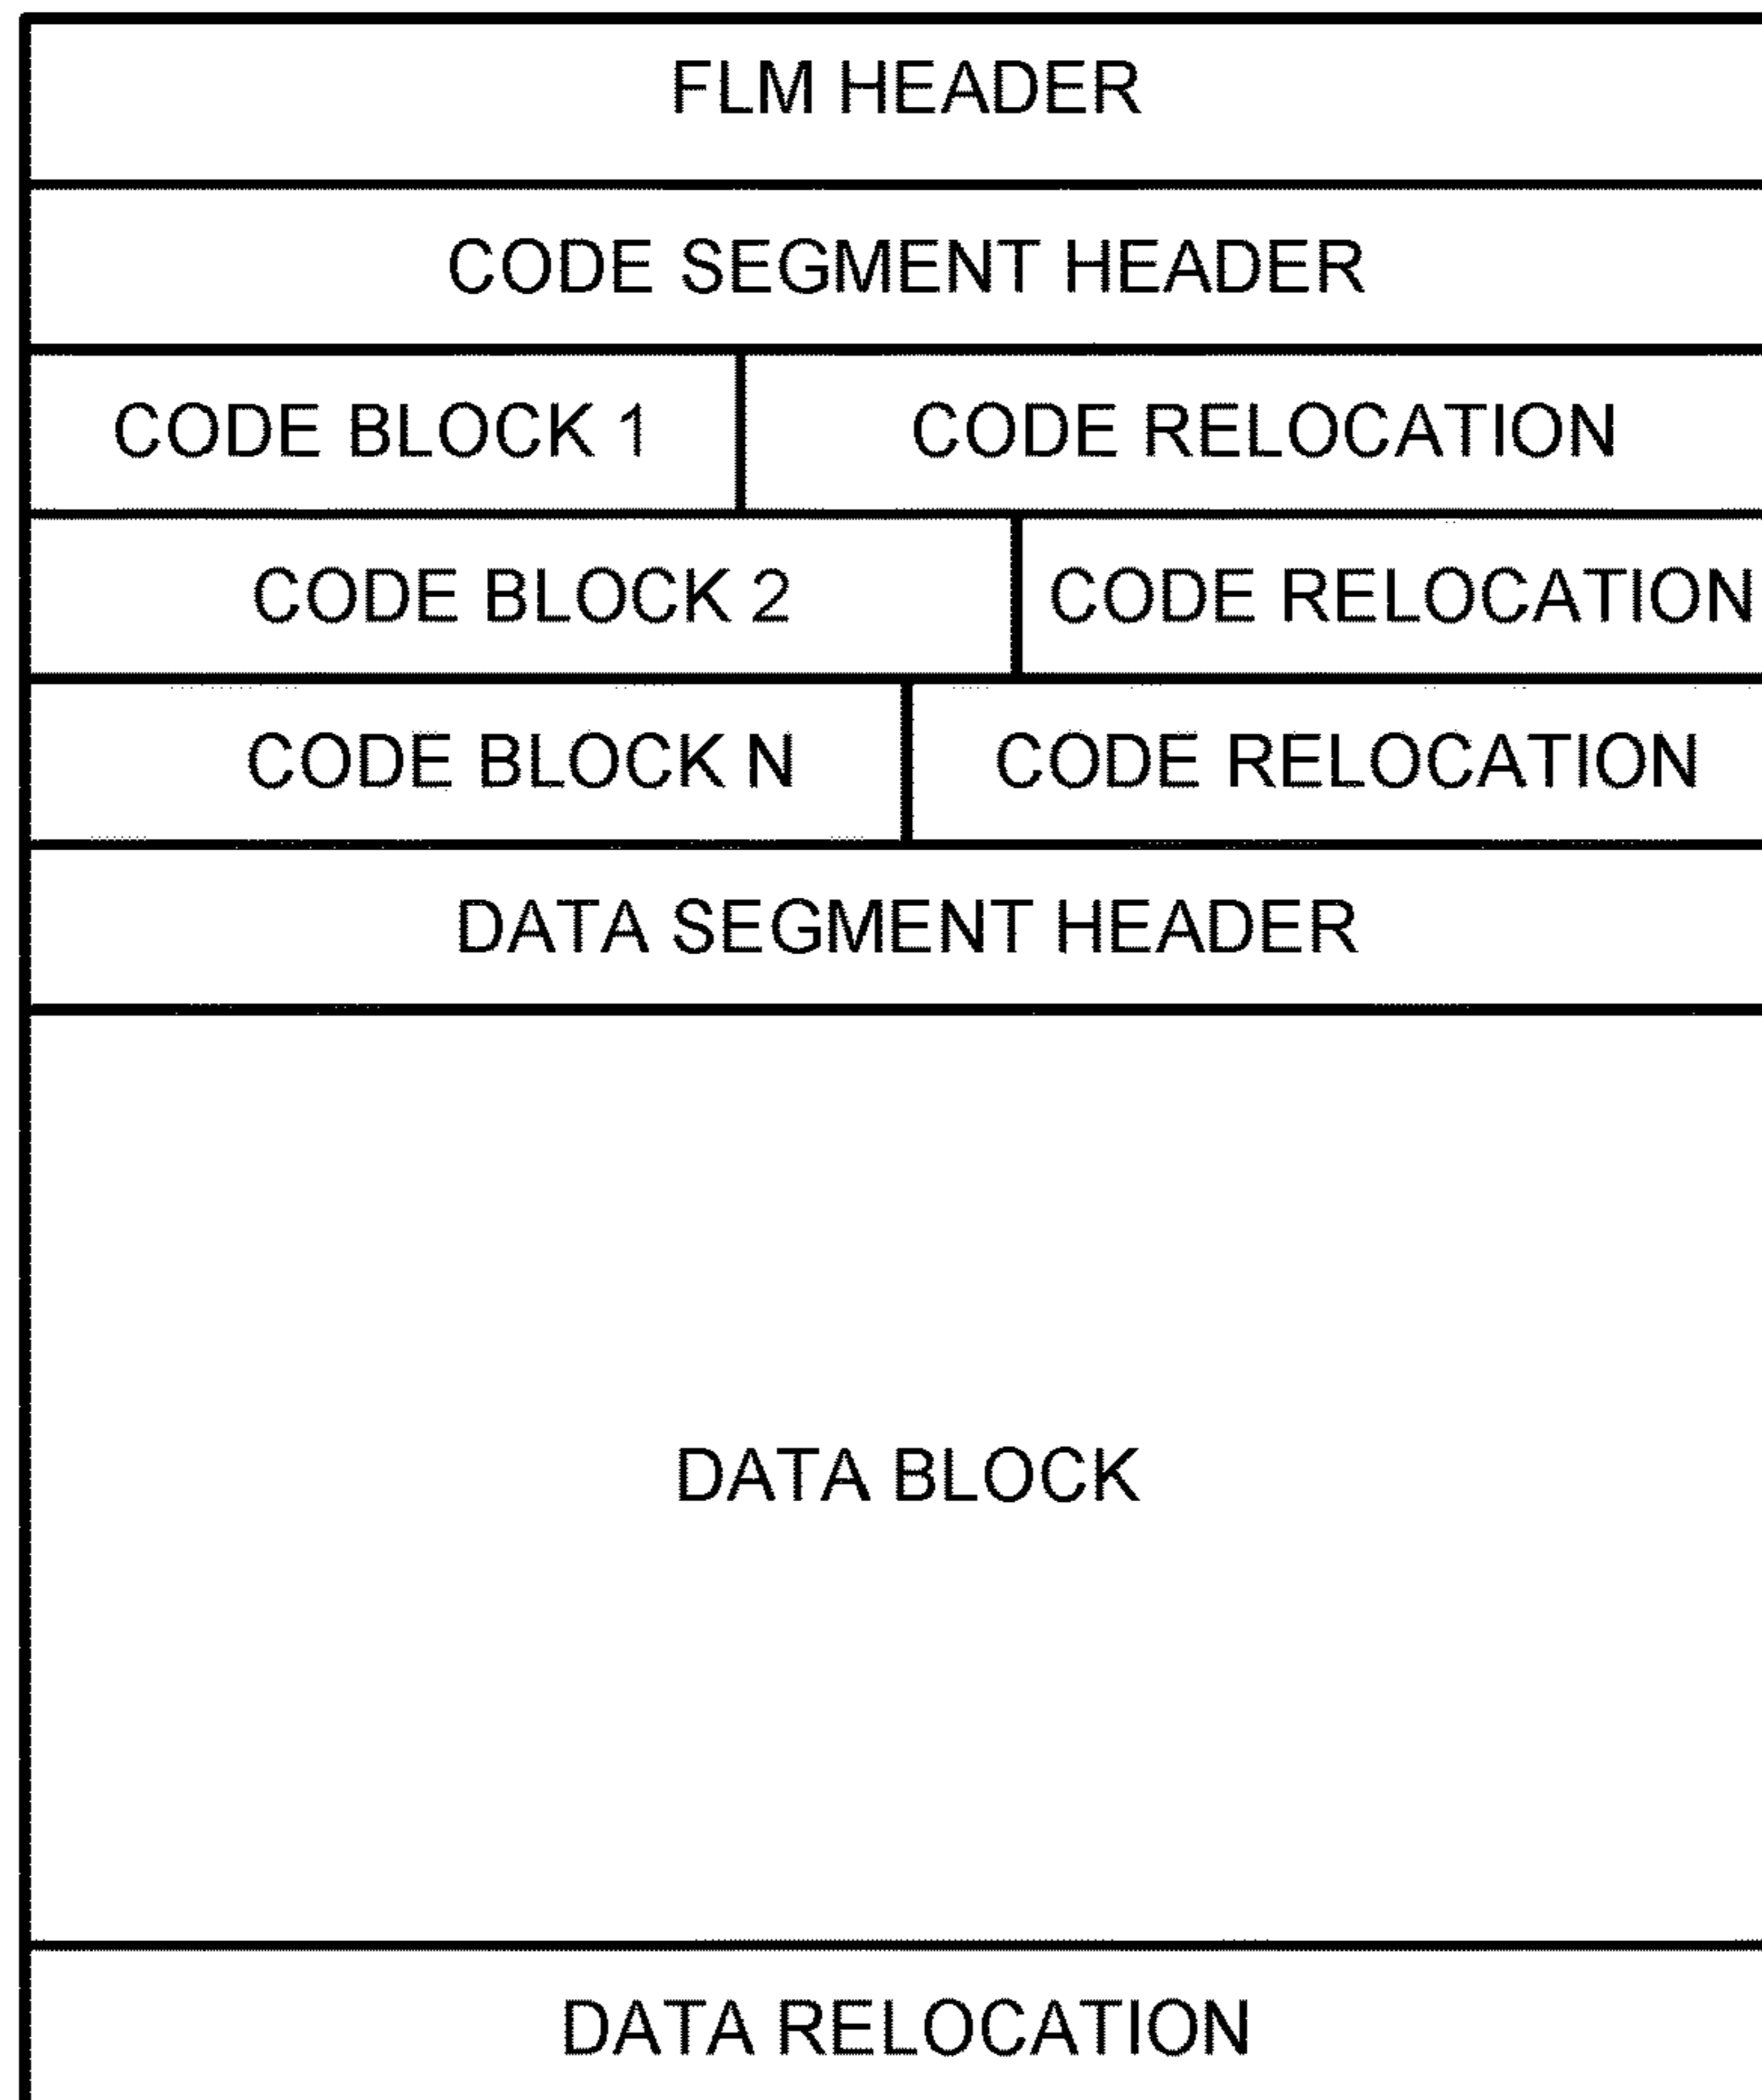 FLM HEADER
CODE SEGMENT HEADER
CODE BLOCK 1 CODE RELOCATION
CODE BLOCK 2 CODE RELOCATION
CODE BLOCK N CODE RELOCATION
DATA SEGMENT HEADER
DATA BLOCK
DATA RELOCATION